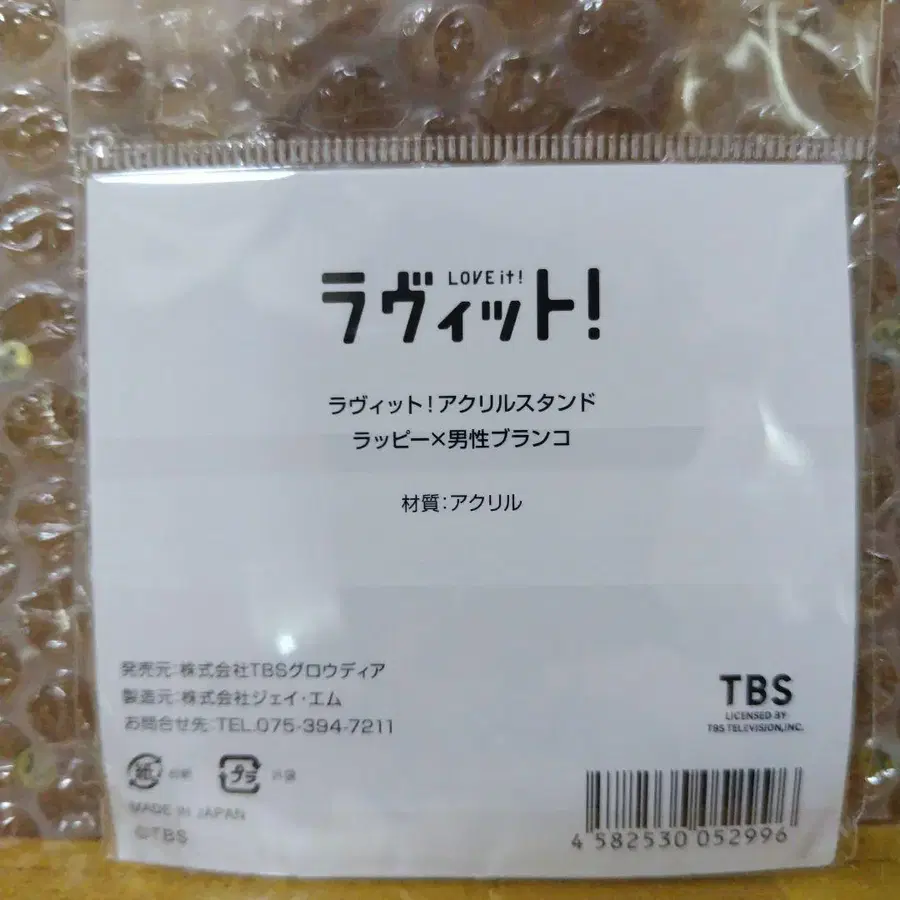 LOVE it!
ラヴィット!
ラヴィット!アクリルスタンド
ラッピー×男性ブランコ
材質:アクリル
発売元:株式会社TBSグロウディア
製造元:株式会社ジェイ・エム
お問合せ先:TEL.075-394-7211
TBS
LICENSED BY
TBS TELEVISION, INC.
紙
プラ
MADE IN JAPAN
©TBS
4 582530 052996